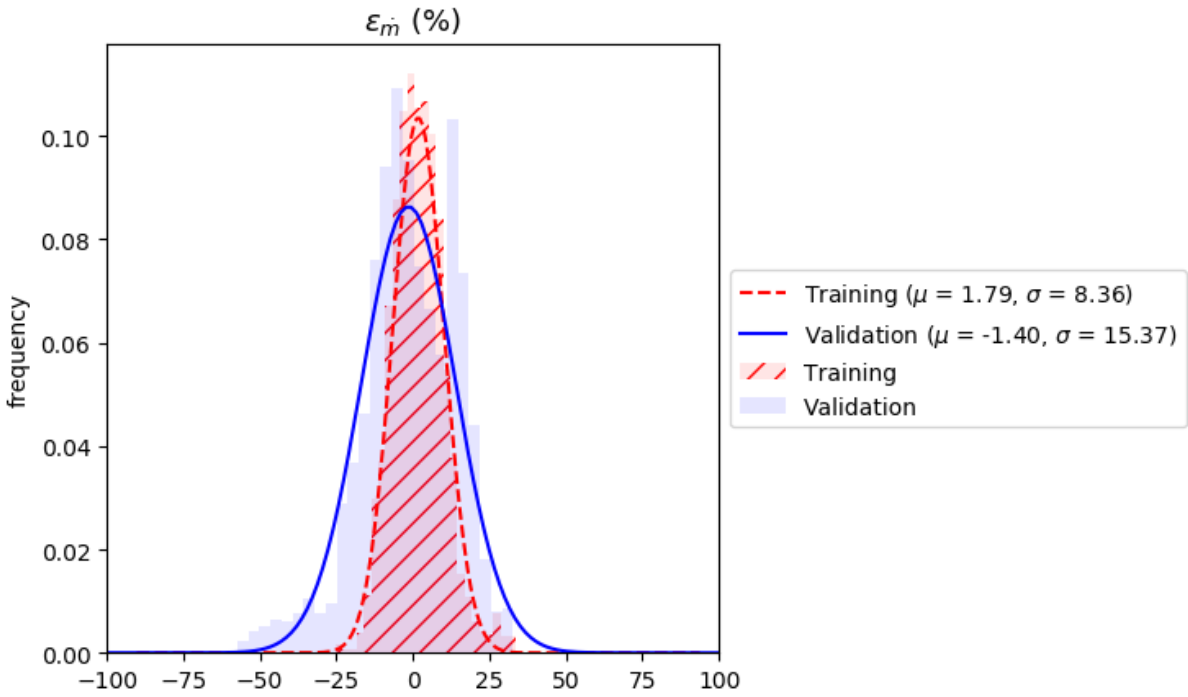 ε_ṁ (%)
0.10
0.08
0.06
0.04
0.02
0.00
frequency
−100 −75 −50 −25 0 25 50 75 100
Training (μ = 1.79, σ = 8.36)
Validation (μ = -1.40, σ = 15.37)
Training
Validation